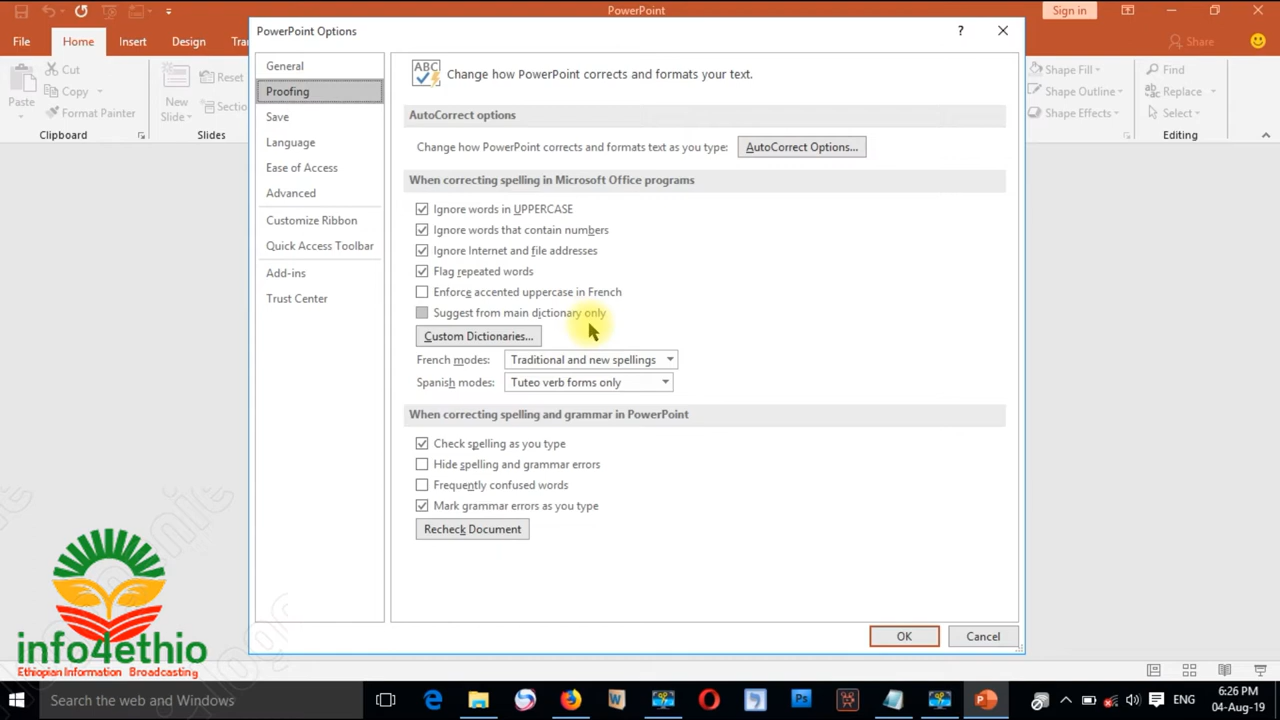 PowerPoint
Sign in
PowerPoint Options
?
File
Home
Insert
Design
Share
Paste
Cut
Copy
Format Painter
Clipboard
New
Slide
Reset
Slides
Shape Fill
Shape Outline
Shape Effects
Find
Replace
Select
Editing
General
Proofing
Save
Language
Ease of Access
Advanced
Customize Ribbon
Quick Access Toolbar
Add-ins
Trust Center
ABC
Change how PowerPoint corrects and formats your text.
AutoCorrect options
Change how PowerPoint corrects and formats text as you type:
AutoCorrect Options...
When correcting spelling in Microsoft Office programs
Ignore words in UPPERCASE
Ignore words that contain numbers
Ignore Internet and file addresses
Flag repeated words
Enforce accented uppercase in French
Suggest from main dictionary only
Custom Dictionaries...
French modes: Traditional and new spellings
Spanish modes: Tuteo verb forms only
When correcting spelling and grammar in PowerPoint
Check spelling as you type
Hide spelling and grammar errors
Frequently confused words
Mark grammar errors as you type
Recheck Document
OK
Cancel
info4ethio
Ethiopian Information Broadcasting
Search the web and Windows
ENG
6:26 PM
04-Aug-19